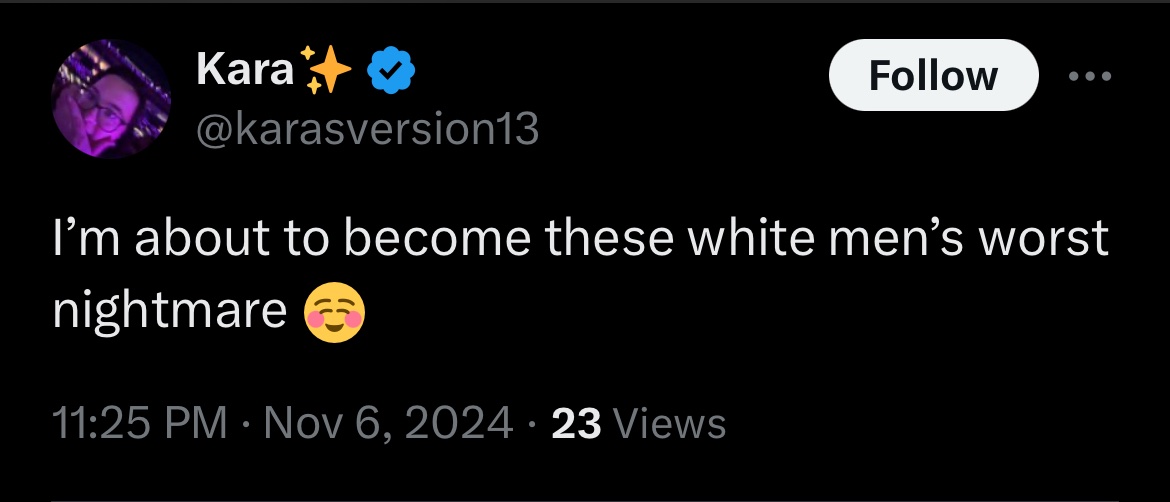 Kara✨
@karasversion13
Follow
I’m about to become these white men’s worst
nightmare ☺️
11:25 PM · Nov 6, 2024 · 23 Views